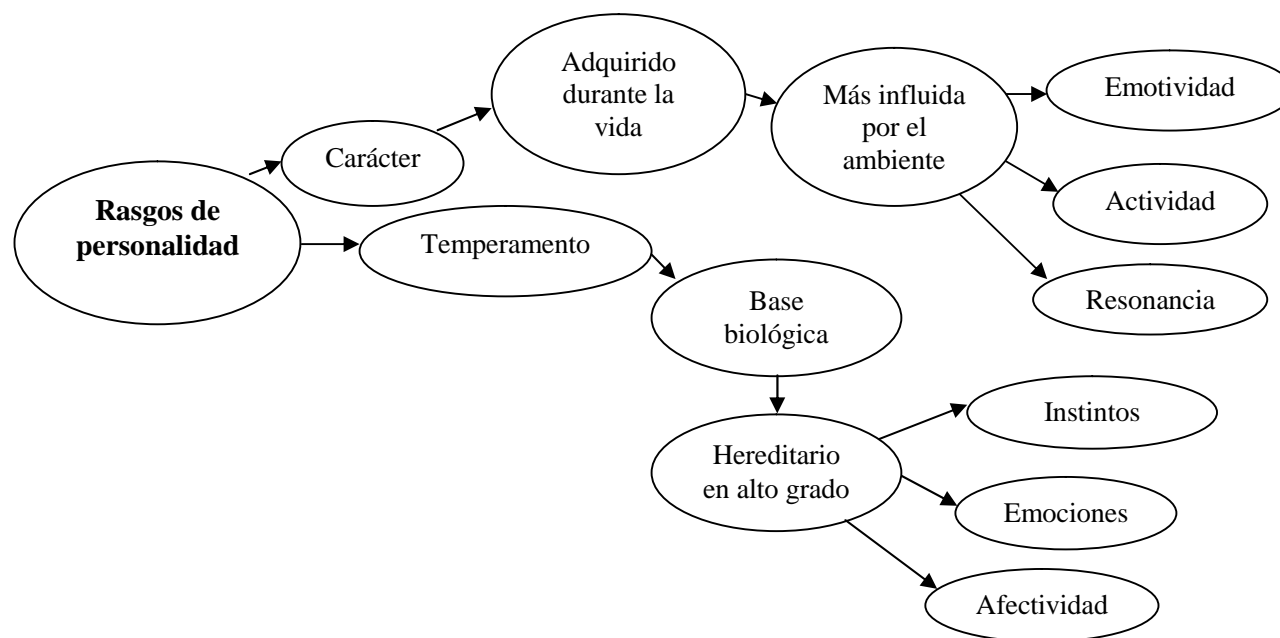 Adquirido
durante la
vida
Más influida
por el
ambiente
Emotividad
Carácter
Actividad
Rasgos de
personalidad
Temperamento
Resonancia
Base
biológica
Instintos
Hereditario
en alto grado
Emociones
Afectividad